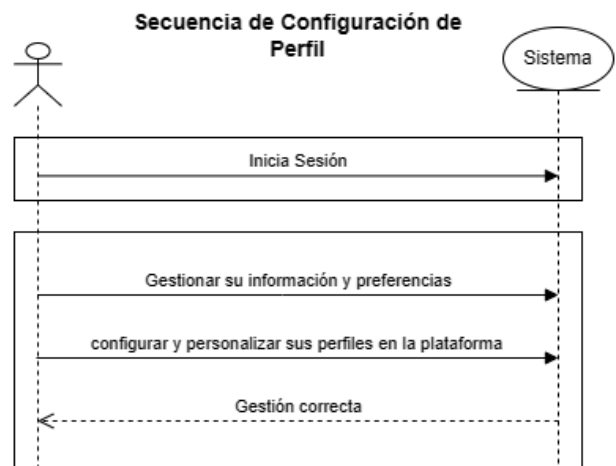 Secuencia de Configuración de
Perfil
Sistema
Inicia Sesión
Gestionar su información y preferencias
configurar y personalizar sus perfiles en la plataforma
Gestión correcta